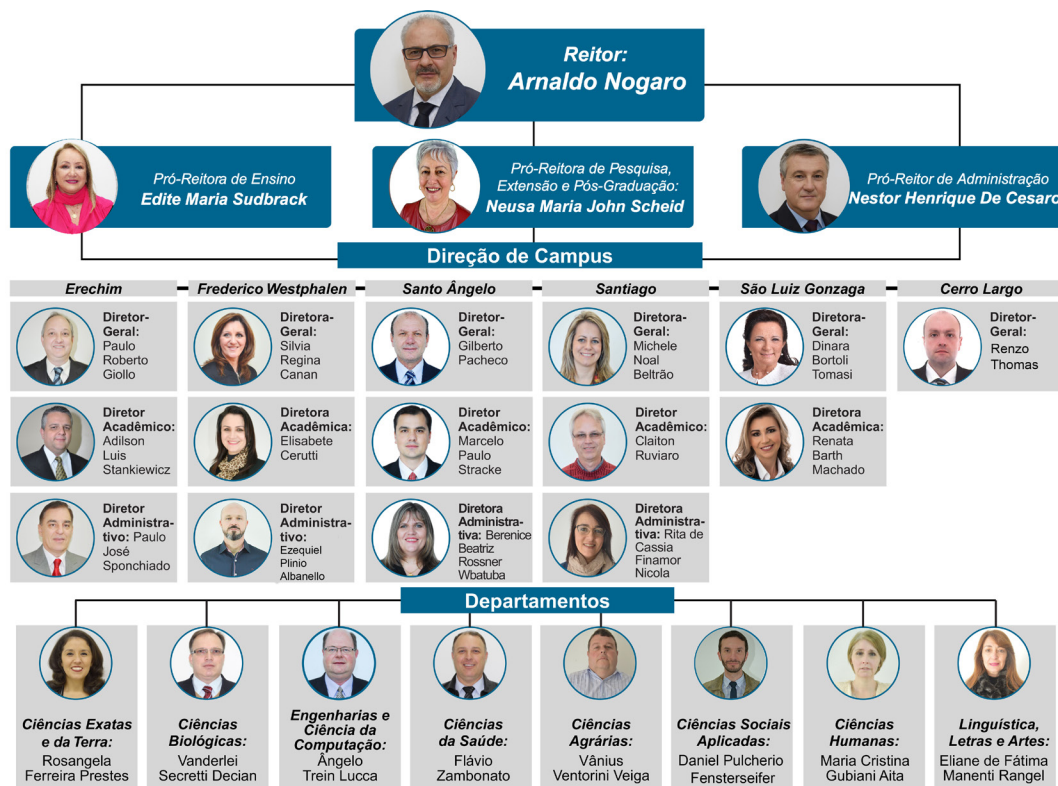 Reitor:
Arnaldo Nogaro
Pró-Reitora de Ensino
Edite Maria Sudbrack
Pró-Reitora de Pesquisa,
Extensão e Pós-Graduação:
Neusa Maria John Scheid
Pró-Reitor de Administração
Nestor Henrique De Cesaro
Direção de Campus
Erechim
Frederico Westphalen
Santo Ângelo
Santiago
São Luiz Gonzaga
Cerro Largo
Diretor-
Geral:
Paulo
Roberto
Giollo
Diretora-
Geral:
Silvia
Regina
Canan
Diretor-
Geral:
Gilberto
Pacheco
Diretora-
Geral:
Michele
Noal
Beltrão
Diretora-
Geral:
Dinara
Bortoli
Tomasi
Diretor-
Geral:
Renzo
Thomas
Diretor
Acadêmico:
Adilson
Luis
Stankiewicz
Diretora
Acadêmica:
Elisabete
Cerutti
Diretor
Acadêmico:
Marcelo
Paulo
Stracke
Diretor
Acadêmico:
Claiton
Ruviaro
Diretora
Acadêmica:
Renata
Barth
Machado
Diretor
Administra-
tivo: Paulo
José
Sponchiado
Diretor
Administra-
tivo:
Ezequiel
Plinio
Albanello
Diretora
Administra-
tiva: Berenice
Beatriz
Rossner
Wbatuba
Diretora
Administra-
tiva: Rita de
Cassia
Finamor
Nicola
Departamentos
Ciências Exatas
e da Terra:
Rosangela
Ferreira Prestes
Ciências
Biológicas:
Vanderlei
Secretti Decian
Engenharias e
Ciência da
Computação:
Ângelo
Trein Lucca
Ciências
da Saúde:
Flávio
Zambonato
Ciências
Agrárias:
Vânius
Ventorini Veiga
Ciências Sociais
Aplicadas:
Daniel Pulcherio
Fensterseifer
Ciências
Humanas:
Maria Cristina
Gubiani Aita
Linguística,
Letras e Artes:
Eliane de Fátima
Manenti Rangel